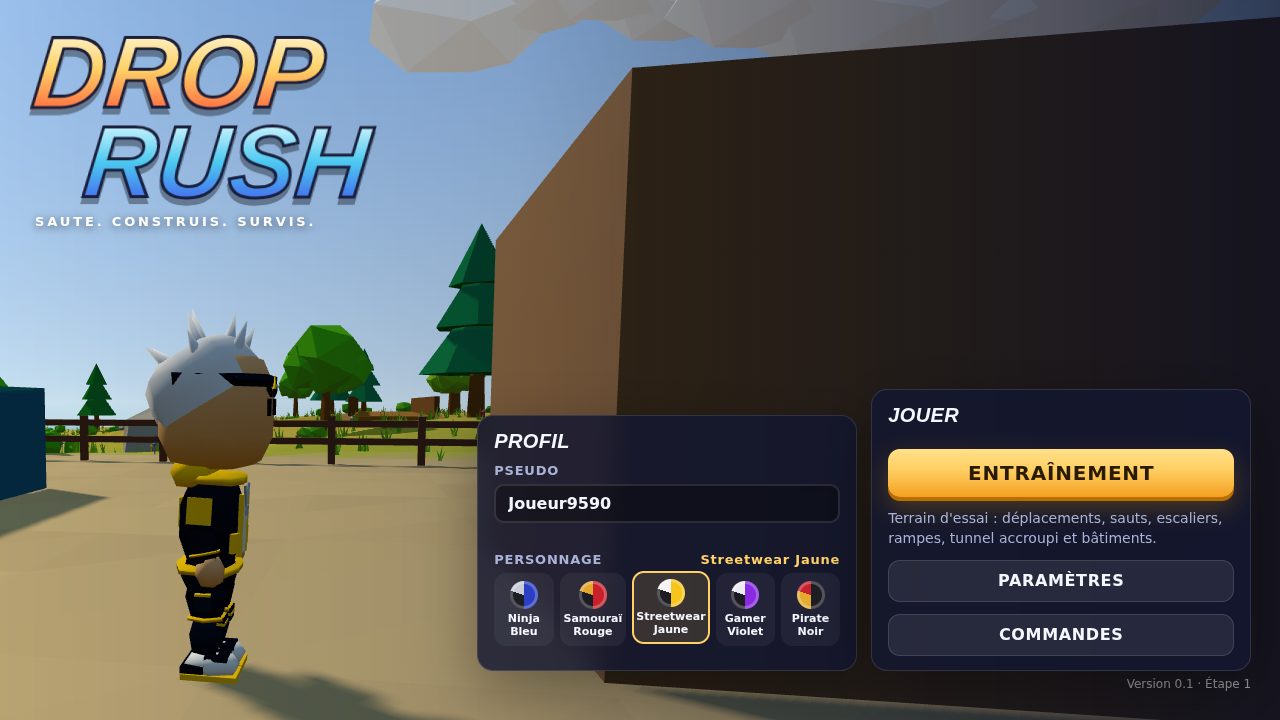 DROP
RUSH
SAUTE. CONSTRUIS. SURVIS.
PROFIL
PSEUDO
Joueur9590
PERSONNAGE
Streetwear Jaune
Ninja
Bleu
Samouraï
Rouge
Streetwear
Jaune
Gamer
Violet
Pirate
Noir
JOUER
ENTRAÎNEMENT
Terrain d'essai : déplacements, sauts, escaliers,
rampes, tunnel accroupi et bâtiments.
PARAMÈTRES
COMMANDES
Version 0.1 · Étape 1